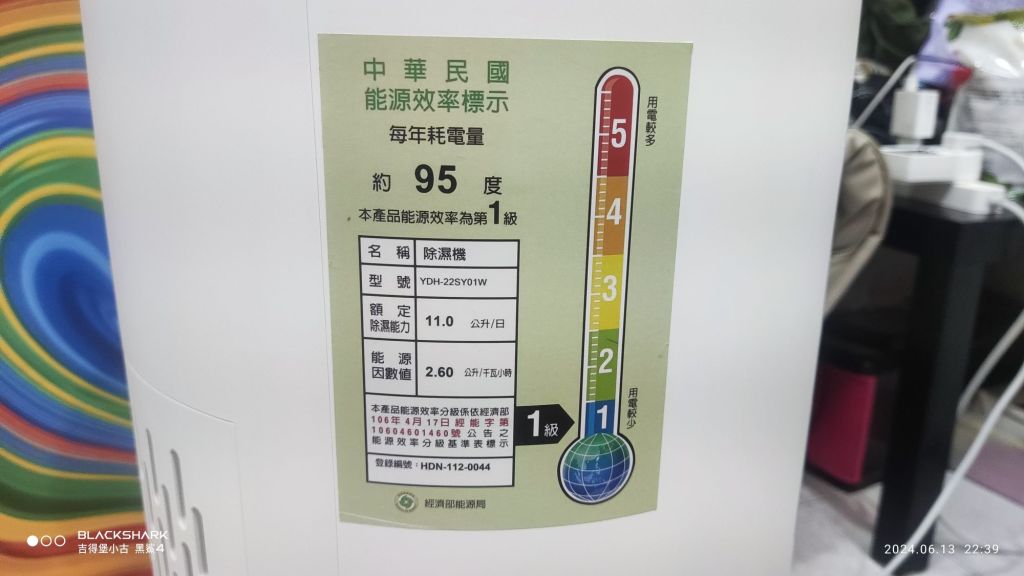 中華民國
能源效率標示
每年耗電量
約 95 度
本產品能源效率為第1級
名稱 除濕機
型號 YDH-22SY01W
額定除濕能力 11.0 公升/日
能源因數值 2.60 公升/千瓦小時
本產品能源效率分級係依經濟部
106年4月17日經能字第
10604601460號公告之
能源效率分級基準表標示
登錄編號：HDN-112-0044
經濟部能源局
用電較多
5
4
3
2
1
用電較少
1級
BLACKSHARK
吉得堡小古 黑鯊4
2024.06.13 22:39